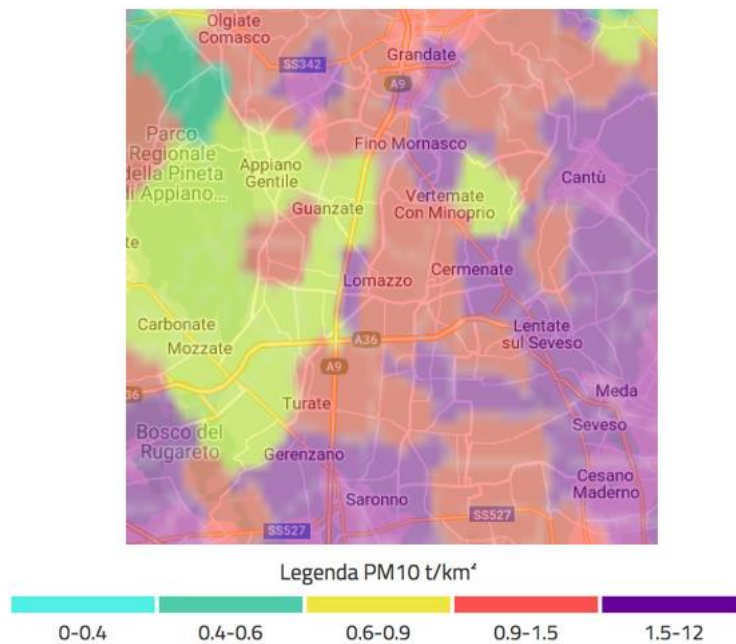 Olgiate
Comasco
Grandate
SS342
A9
Parco
Regionale
della Pineta
di Appiano...
Fino Mornasco
Appiano
Gentile
Cantù
Guanzate
Vertemate
Con Minoprio
te
Lomazzo
Cermenate
Carbonate
Mozzate
Lentate
sul Seveso
A36
A9
36
Meda
Turate
Seveso
Bosco del
Rugareto
Gerenzano
Cesano
Maderno
Saronno
SS527
SS527
Legenda PM10 t/km²
0-0.4 0.4-0.6 0.6-0.9 0.9-1.5 1.5-12